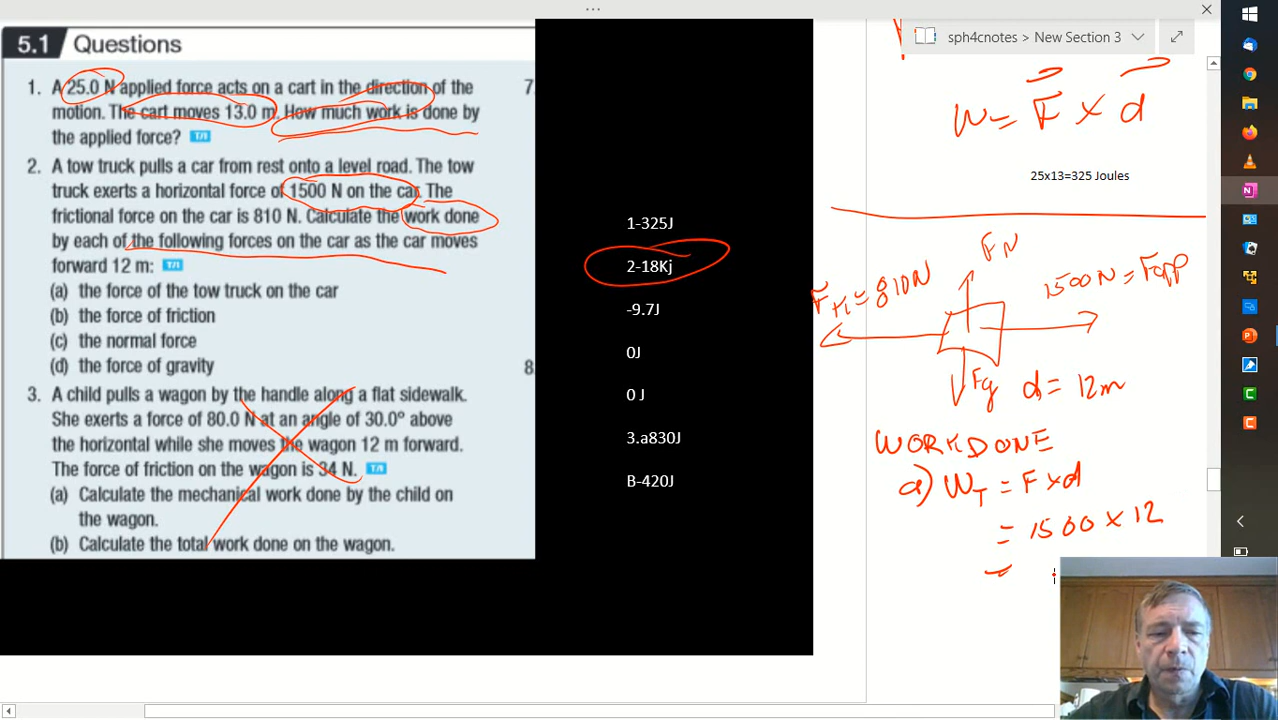 5.1 Questions
1. A 25.0 N applied force acts on a cart in the direction of the
motion. The cart moves 13.0 m. How much work is done by
the applied force? T/I
2. A tow truck pulls a car from rest onto a level road. The tow
truck exerts a horizontal force of 1500 N on the car. The
frictional force on the car is 810 N. Calculate the work done
by each of the following forces on the car as the car moves
forward 12 m: T/I
(a) the force of the tow truck on the car
(b) the force of friction
(c) the normal force
(d) the force of gravity
3. A child pulls a wagon by the handle along a flat sidewalk.
She exerts a force of 80.0 N at an angle of 30.0° above
the horizontal while she moves the wagon 12 m forward.
The force of friction on the wagon is 34 N. T/I
(a) Calculate the mechanical work done by the child on
the wagon.
(b) Calculate the total work done on the wagon.
7.
8
1-325J
2-18Kj
-9.7J
0J
0 J
3.a830J
B-420J
sph4cnotes > New Section 3
W = F × d
25x13=325 Joules
FN
1500N = Fapp
= 810N
Fg
d = 12m
WORK DONE
a) WT = F × d
= 1500 × 12
=